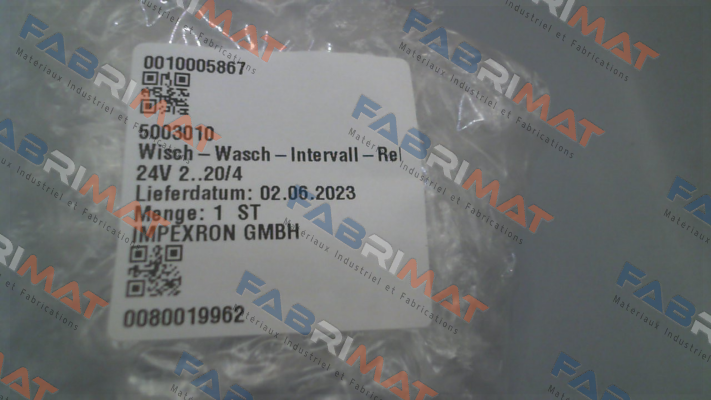 0010005867
5003010
Wisch-Wasch-Intervall-Rel
24V 2..20/4
Lieferdatum: 02.06.2023
Menge: 1 ST
IMPEXRON GMBH
0080019962
FABRIMAT
Materiaux Industriel et Fabrications